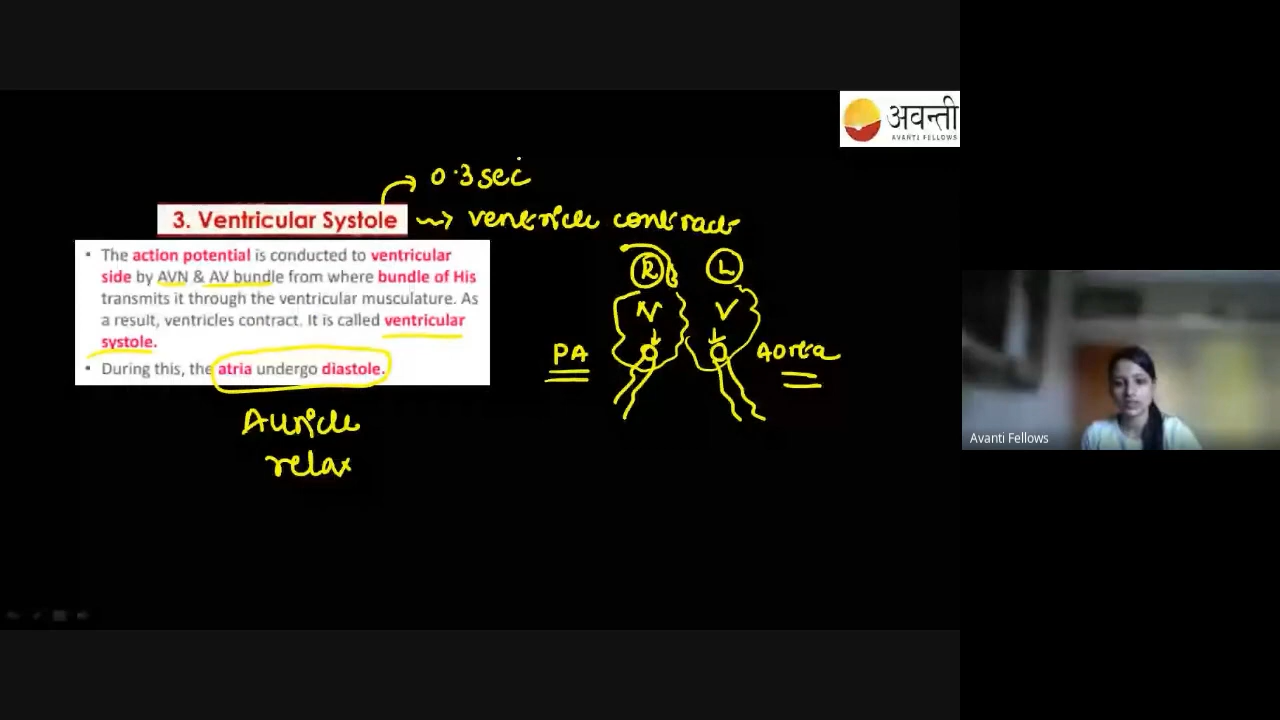 अवन्ती
AVANTI FELLOWS
0.3 sec
3. Ventricular Systole
ventricle contract
• The action potential is conducted to ventricular
side by AVN & AV bundle from where bundle of His
transmits it through the ventricular musculature. As
a result, ventricles contract. It is called ventricular
systole.
• During this, the atria undergo diastole.
Auricle
relax
R L
V V
PA Aorta
Avanti Fellows